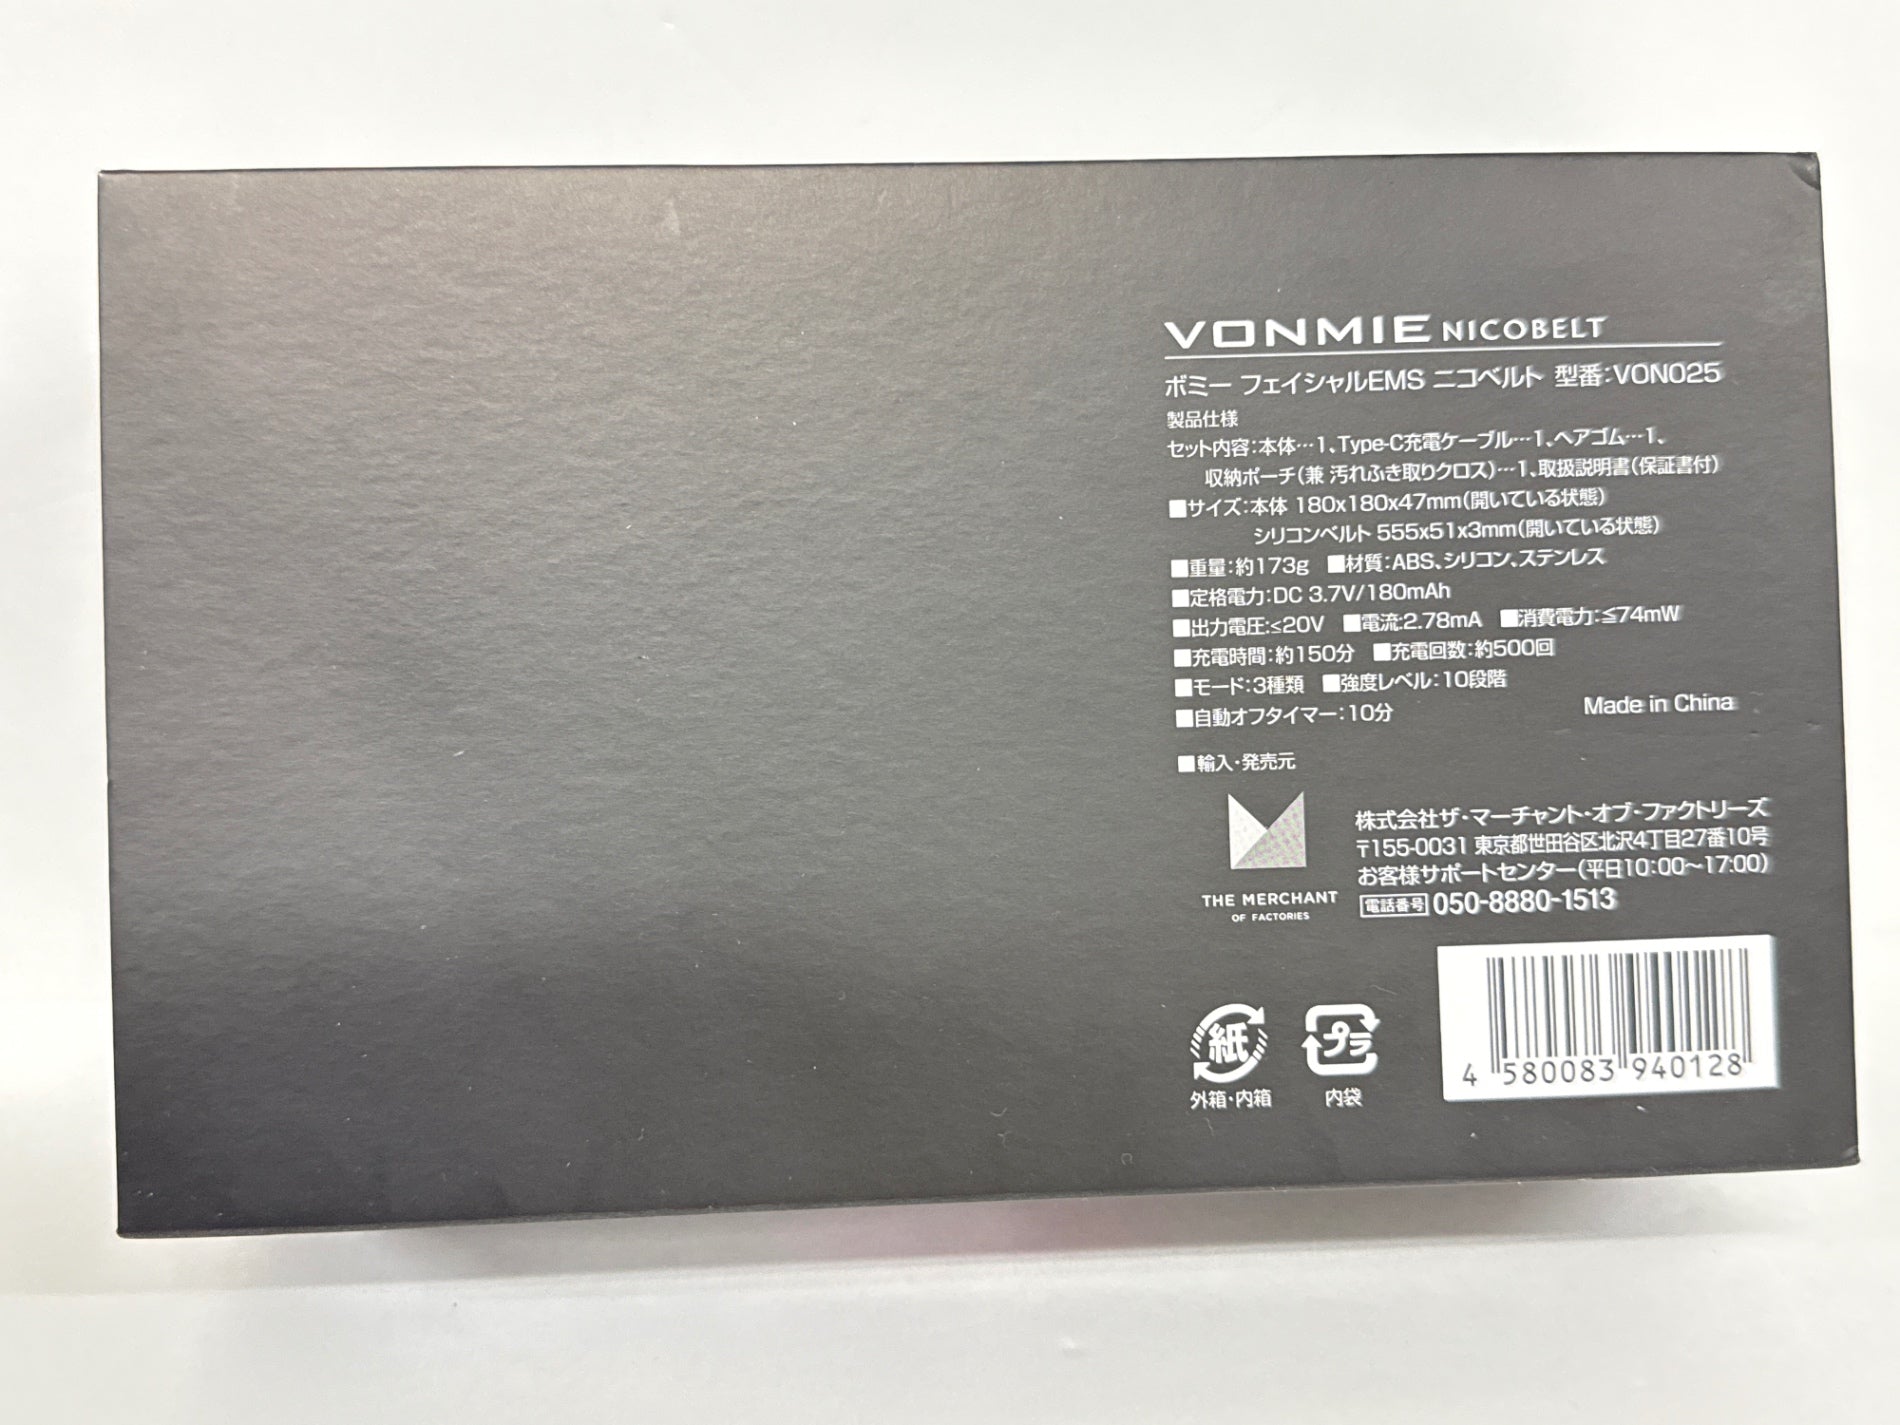 VONMIE NICOBELT
ボミー フェイシャルEMS ニコベルト 型番:VON025
製品仕様
セット内容:本体…1、Type-C充電ケーブル…1、ヘアゴム…1、
収納ポーチ(兼 汚れふき取りクロス)…1、取扱説明書(保証書付)
■サイズ:本体 180x180x47mm(開いている状態)
シリコンベルト 555x51x3mm(開いている状態)
■重量:約173g ■材質:ABS、シリコン、ステンレス
■定格電力:DC 3.7V/180mAh
■出力電圧:≤20V ■電流:2.78mA ■消費電力:≦74mW
■充電時間:約150分 ■充電回数:約500回
■モード:3種類 ■強度レベル:10段階
■自動オフタイマー:10分
Made in China
■輸入・発売元
THE MERCHANT
OF FACTORIES
株式会社ザ・マーチャント・オブ・ファクトリーズ
〒155-0031 東京都世田谷区北沢4丁目27番10号
お客様サポートセンター(平日10:00〜17:00)
電話番号 050-8880-1513
紙
外箱・内箱
プラ
内袋
4 580083 940128